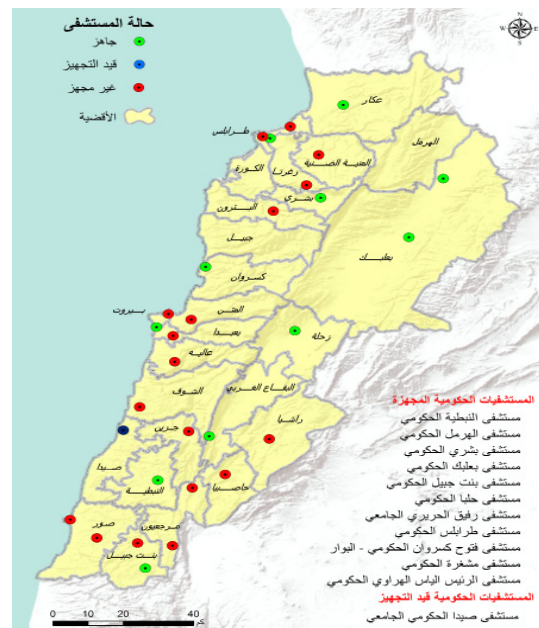 حالة المستشفى
جاهز
قيد التجهيز
غير مجهز
الأقضية
N
W E
S
عكار
طرابلس
الهرمل
المنية الضنية
زغرتا
الكورة
بشري
البترون
جبيل
بعلبك
كسروان
بيروت
المتن
بعبدا
زحلة
عاليه
البقاع الغربي
الشوف
راشيا
جزين
صيدا
حاصبيا
النبطية
صور
مرجعيون
بنت جبيل
المستشفيات الحكومية المجهزة
مستشفى النبطية الحكومي
مستشفى الهرمل الحكومي
مستشفى بشري الحكومي
مستشفى بعلبك الحكومي
مستشفى بنت جبيل الحكومي
مستشفى حلبا الحكومي
مستشفى رفيق الحريري الجامعي
مستشفى طرابلس الحكومي
مستشفى فتوح كسروان الحكومي - البوار
مستشفى مشغرة الحكومي
مستشفى الرئيس الياس الهراوي الحكومي
المستشفيات الحكومية قيد التجهيز
مستشفى صيدا الحكومي الجامعي
0 10 20 40
كم